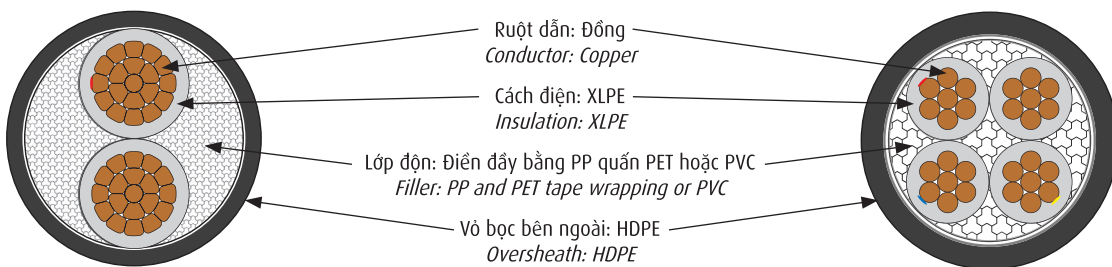 Ruột dẫn: Đồng
Conductor: Copper
Cách điện: XLPE
Insulation: XLPE
Lớp độn: Điền đầy bằng PP quấn PET hoặc PVC
Filler: PP and PET tape wrapping or PVC
Vỏ bọc bên ngoài: HDPE
Oversheath: HDPE